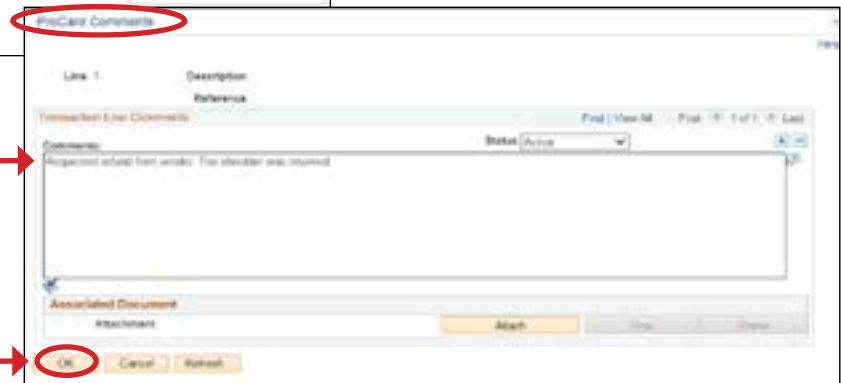 ProCard Comments
Help
Line 1 Description
Reference
Transaction Line Comments Find | View All First 1 of 1 Last
Comments: Status Active
Requested refund from vendor. The shredder was returned.
Associated Document
Attachment Attach View Delete
OK Cancel Refresh